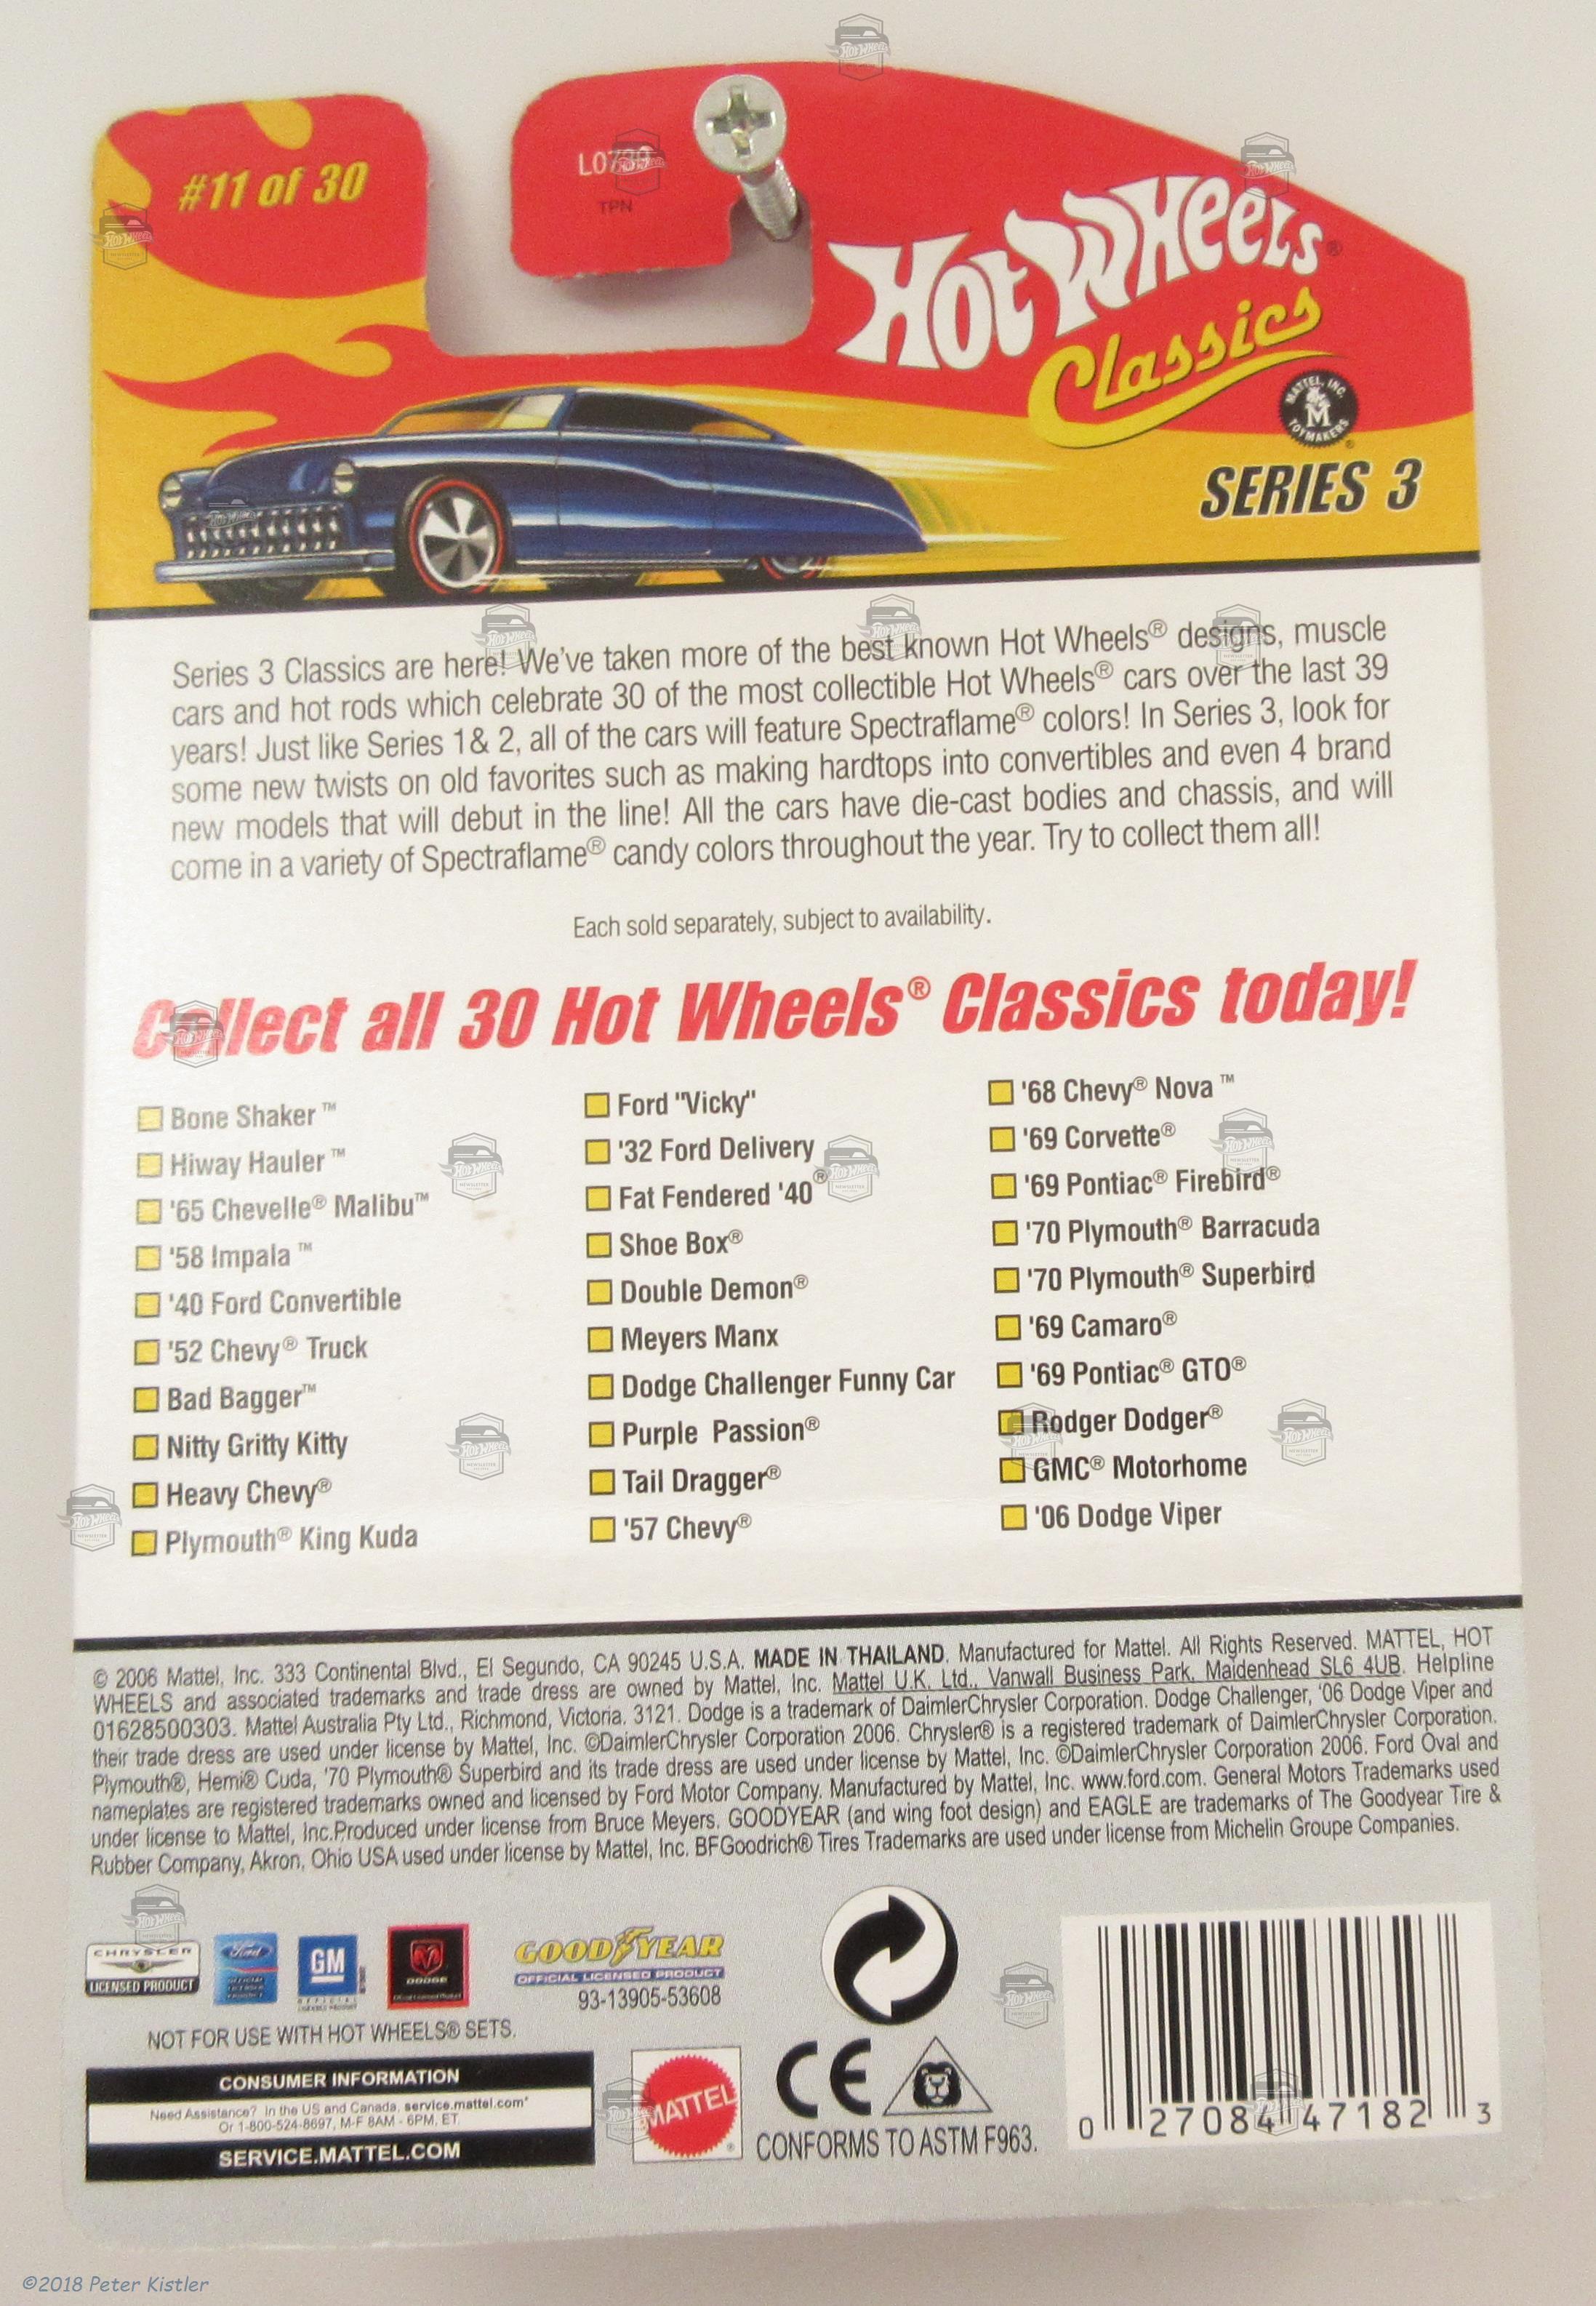 #11 of 30
TPN
HOT WHEELS®
Classics
MATTEL, INC.
M
TOYMAKERS
®
SERIES 3
Series 3 Classics are here! We've taken more of the best known Hot Wheels® designs, muscle
cars and hot rods which celebrate 30 of the most collectible Hot Wheels® cars over the last 39
years! Just like Series 1& 2, all of the cars will feature Spectraflame® colors! In Series 3, look for
some new twists on old favorites such as making hardtops into convertibles and even 4 brand
new models that will debut in the line! All the cars have die-cast bodies and chassis, and will
come in a variety of Spectraflame® candy colors throughout the year. Try to collect them all!
Each sold separately, subject to availability.
Collect all 30 Hot Wheels® Classics today!
Bone Shaker™
Hiway Hauler™
'65 Chevelle® Malibu™
'58 Impala™
'40 Ford Convertible
'52 Chevy® Truck
Bad Bagger™
Nitty Gritty Kitty
Heavy Chevy®
Plymouth® King Kuda
Ford "Vicky"
'32 Ford Delivery
Fat Fendered '40®
Shoe Box®
Double Demon®
Meyers Manx
Dodge Challenger Funny Car
Purple Passion®
Tail Dragger®
'57 Chevy®
'68 Chevy® Nova™
'69 Corvette®
'69 Pontiac® Firebird®
'70 Plymouth® Barracuda
'70 Plymouth® Superbird
'69 Camaro®
'69 Pontiac® GTO®
Rodger Dodger®
GMC® Motorhome
'06 Dodge Viper
© 2006 Mattel, Inc. 333 Continental Blvd., El Segundo, CA 90245 U.S.A. MADE IN THAILAND. Manufactured for Mattel. All Rights Reserved. MATTEL, HOT
WHEELS and associated trademarks and trade dress are owned by Mattel, Inc. Mattel U.K. Ltd., Vanwall Business Park, Maidenhead SL6 4UB. Helpline
01628500303. Mattel Australia Pty Ltd., Richmond, Victoria. 3121. Dodge is a trademark of DaimlerChrysler Corporation. Dodge Challenger, '06 Dodge Viper and
their trade dress are used under license by Mattel, Inc. ©DaimlerChrysler Corporation 2006. Chrysler® is a registered trademark of DaimlerChrysler Corporation.
Plymouth®, Hemi® Cuda, '70 Plymouth® Superbird and its trade dress are used under license by Mattel, Inc. ©DaimlerChrysler Corporation 2006. Ford Oval and
nameplates are registered trademarks owned and licensed by Ford Motor Company. Manufactured by Mattel, Inc. www.ford.com. General Motors Trademarks used
under license to Mattel, Inc.Produced under license from Bruce Meyers. GOODYEAR (and wing foot design) and EAGLE are trademarks of The Goodyear Tire &
Rubber Company, Akron, Ohio USA used under license by Mattel, Inc. BFGoodrich® Tires Trademarks are used under license from Michelin Groupe Companies.
CHRYSLER
LICENSED PRODUCT
Ford
GM
DODGE
GOODYEAR
OFFICIAL LICENSED PRODUCT
93-13905-53608
NOT FOR USE WITH HOT WHEELS® SETS.
CONSUMER INFORMATION
Need Assistance? In the US and Canada, service.mattel.com
Or 1-800-524-8697, M-F 8AM - 6PM, ET.
SERVICE.MATTEL.COM
MATTEL®
CE
CONFORMS TO ASTM F963.
0 27084 47182 3
©2018 Peter Kistler